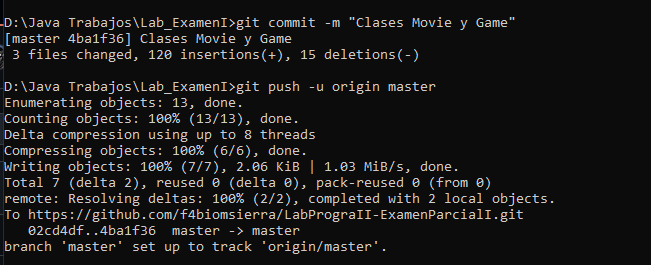 D:\Java Trabajos\Lab_ExamenI>git commit -m "Clases Movie y Game"
[master 4ba1f36] Clases Movie y Game
 3 files changed, 120 insertions(+), 15 deletions(-)
D:\Java Trabajos\Lab_ExamenI>git push -u origin master
Enumerating objects: 13, done.
Counting objects: 100% (13/13), done.
Delta compression using up to 8 threads
Compressing objects: 100% (6/6), done.
Writing objects: 100% (7/7), 2.06 KiB | 1.03 MiB/s, done.
Total 7 (delta 2), reused 0 (delta 0), pack-reused 0 (from 0)
remote: Resolving deltas: 100% (2/2), completed with 2 local objects.
To https://github.com/f4biomsierra/LabPrograII-ExamenParcialI.git
   02cd4df..4ba1f36  master -> master
branch 'master' set up to track 'origin/master'.